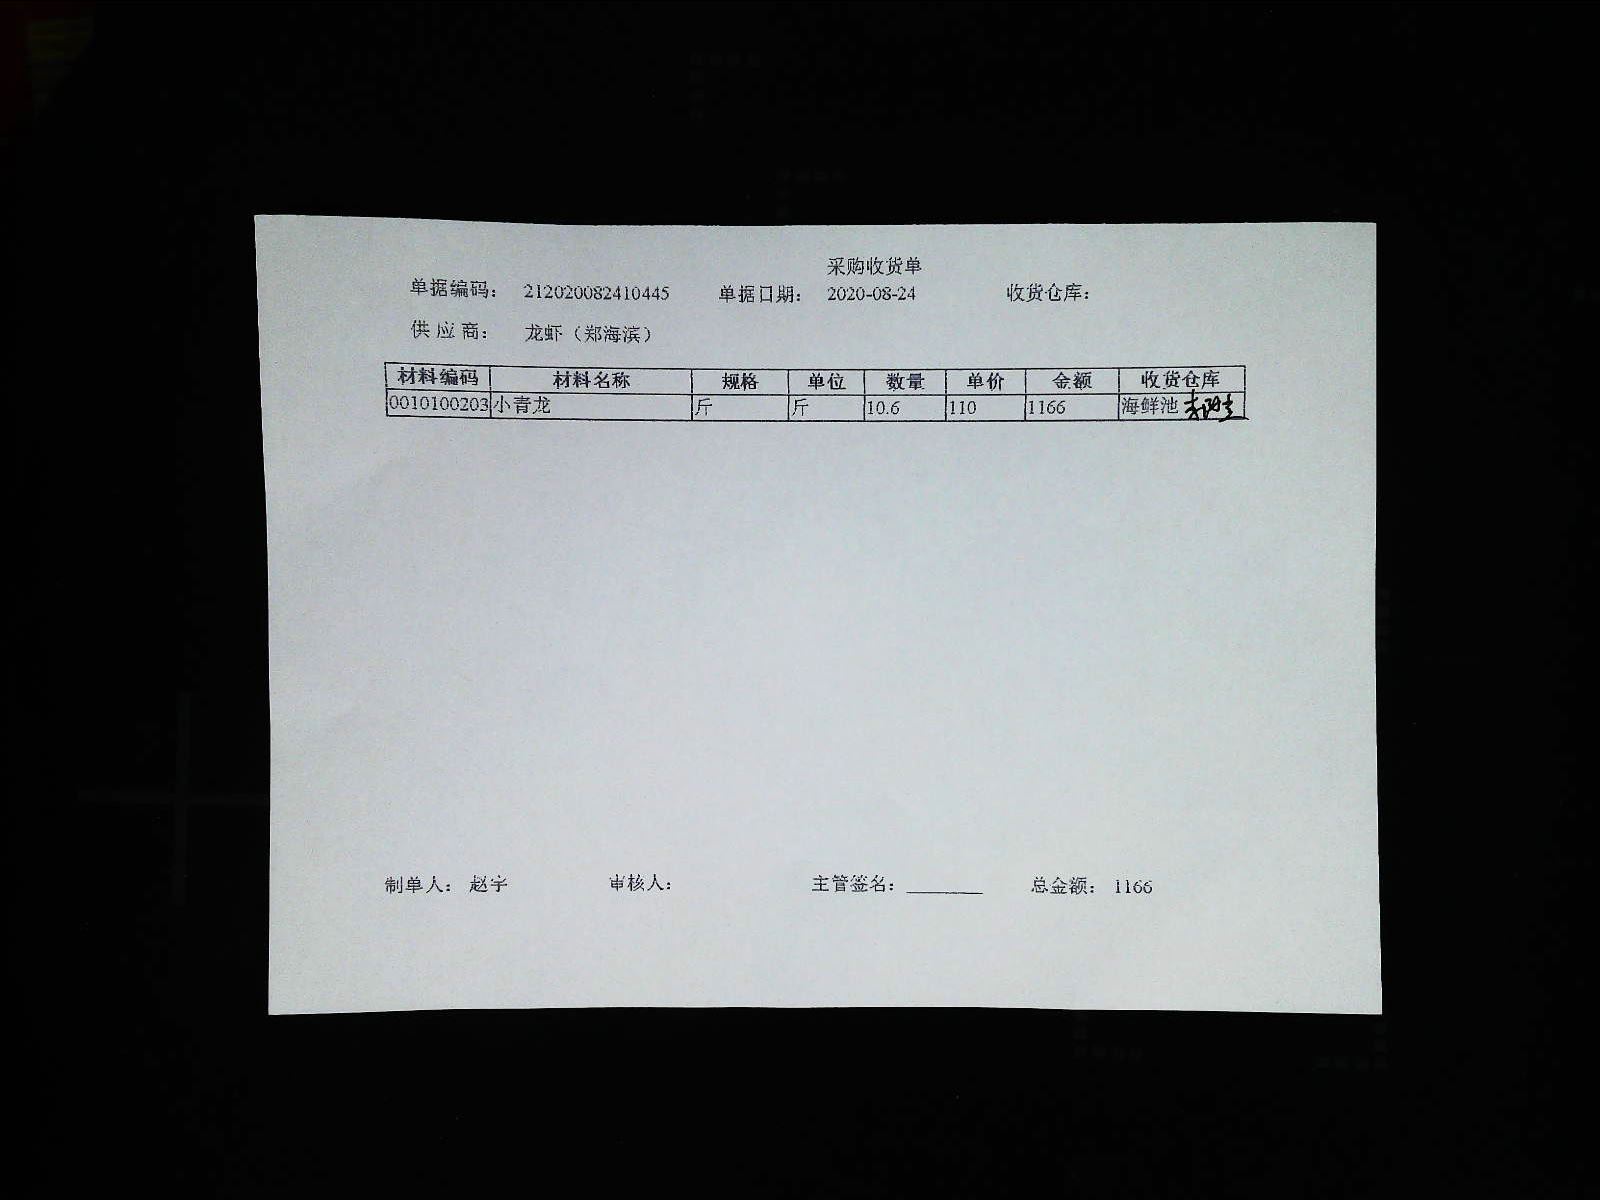 采购收货单
单据编码： 212020082410445 单据日期： 2020-08-24 收货仓库：
供应商： 龙虾（郑海滨）
材料编码 材料名称 规格 单位 数量 单价 金额 收货仓库
0010100203 小青龙 斤 斤 10.6 110 1166 海鲜池
制单人： 赵宇 审核人： 主管签名： 总金额： 1166